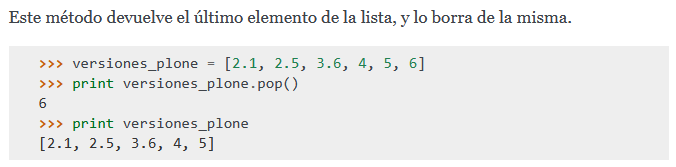 Este método devuelve el último elemento de la lista, y lo borra de la misma.
>>> versiones_plone = [2.1, 2.5, 3.6, 4, 5, 6]
>>> print versiones_plone.pop()
6
>>> print versiones_plone
[2.1, 2.5, 3.6, 4, 5]